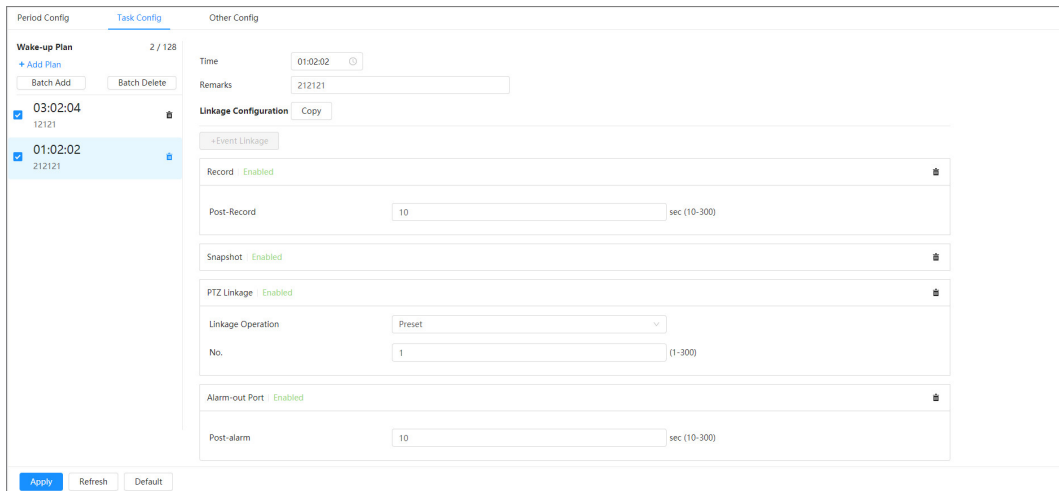 Period Config Task Config Other Config
Wake-up Plan 2 / 128
+ Add Plan
Batch Add Batch Delete
03:02:04
12121
01:02:02
212121
Time 01:02:02
Remarks 212121
Linkage Configuration Copy
+Event Linkage
Record Enabled
Post-Record 10 sec (10-300)
Snapshot Enabled
PTZ Linkage Enabled
Linkage Operation Preset
No. 1 (1-300)
Alarm-out Port Enabled
Post-alarm 10 sec (10-300)
Apply Refresh Default